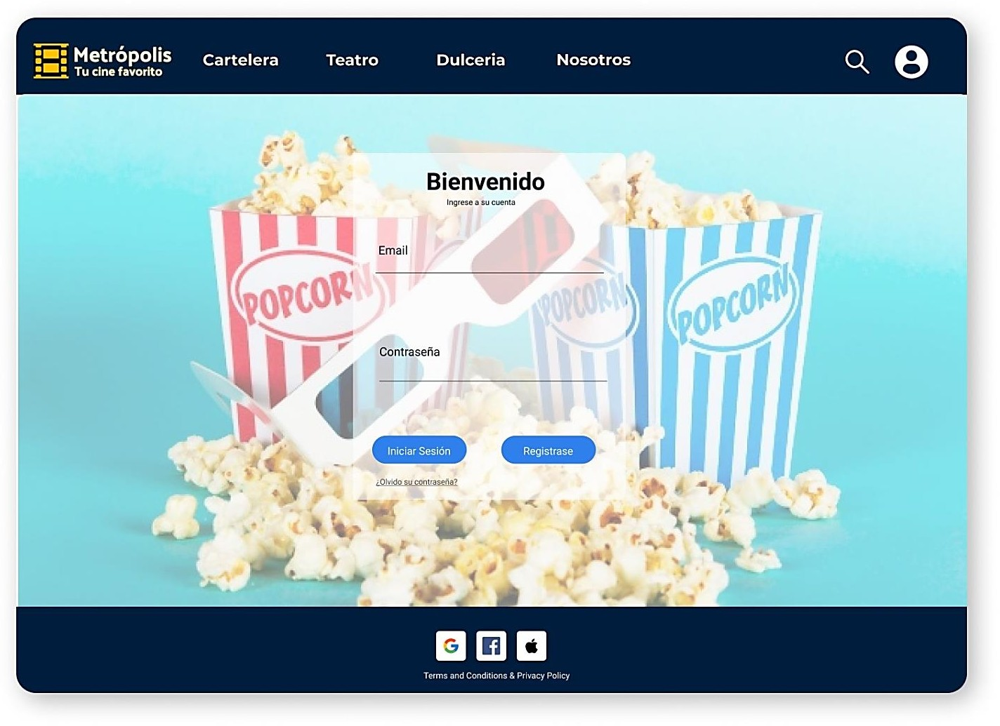 Metrópolis
Tu cine favorito
Cartelera Teatro Dulceria Nosotros
Bienvenido
Ingrese a su cuenta
Email
POPCORN POPCORN POPCORN
Contraseña
Iniciar Sesión Registrase
¿Olvido su contraseña?
Terms and Conditions & Privacy Policy